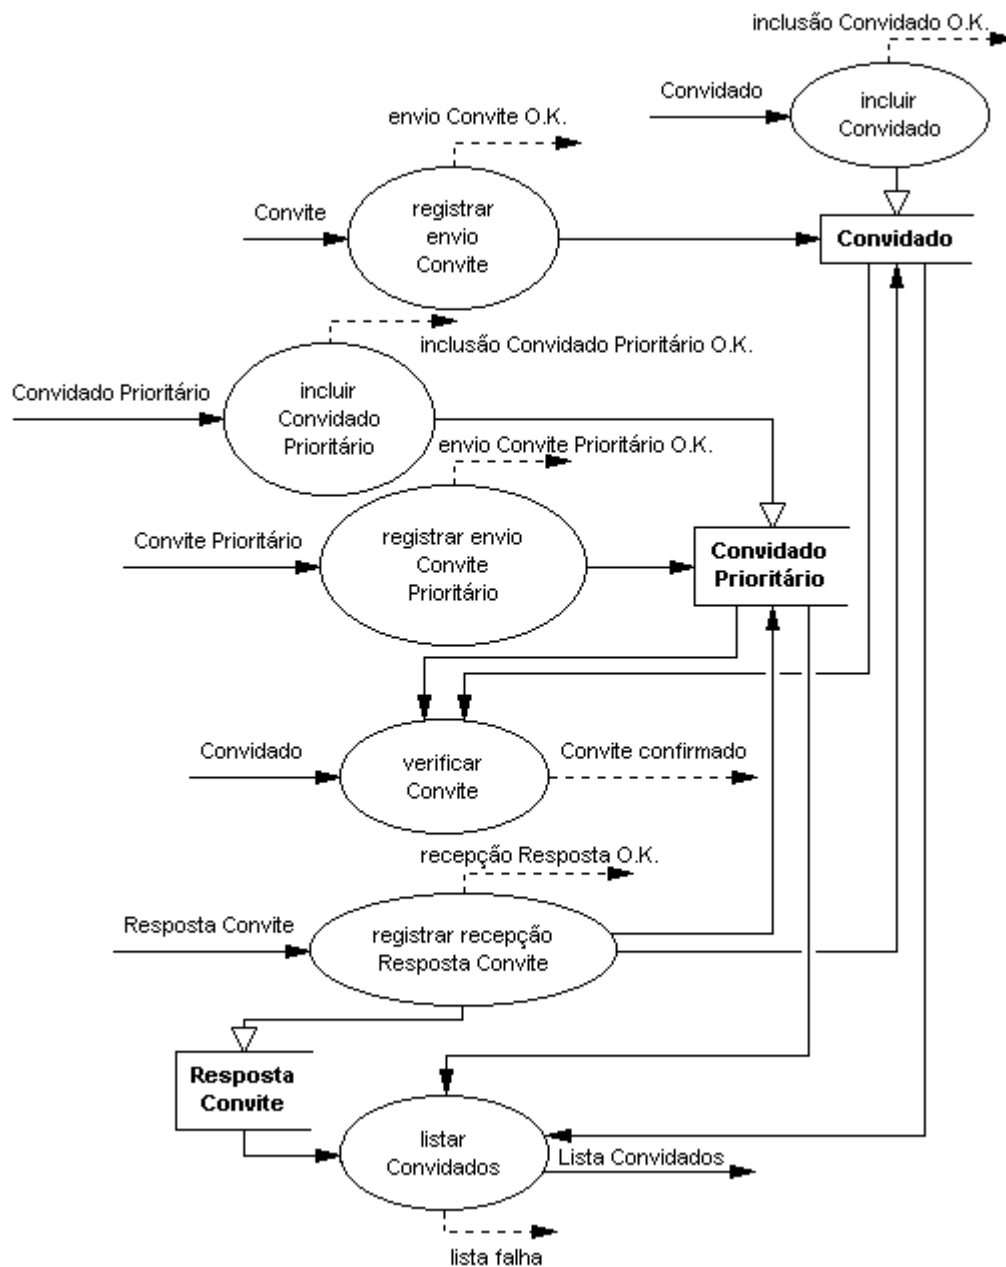 inclusão Convidado O.K.
Convidado
incluir
Convidado
envio Convite O.K.
Convite
registrar
envio
Convite
Convidado
inclusão Convidado Prioritário O.K.
Convidado Prioritário
incluir
Convidado
Prioritário
envio Convite Prioritário O.K.
Convite Prioritário
registrar envio
Convite
Prioritário
Convidado
Prioritário
Convidado
verificar
Convite
Convite confirmado
recepção Resposta O.K.
Resposta Convite
registrar recepção
Resposta Convite
Resposta
Convite
listar
Convidados
Lista Convidados
lista falha